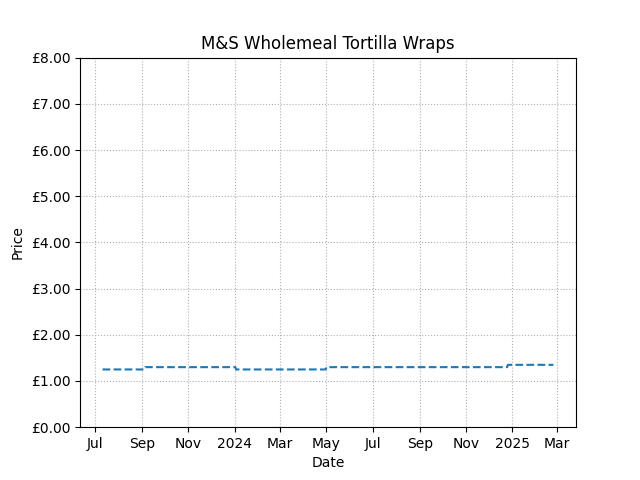 M&S Wholemeal Tortilla Wraps
£8.00
£7.00
£6.00
£5.00
£4.00
£3.00
£2.00
£1.00
£0.00
Price
Jul Sep Nov 2024 Mar May Jul Sep Nov 2025 Mar
Date